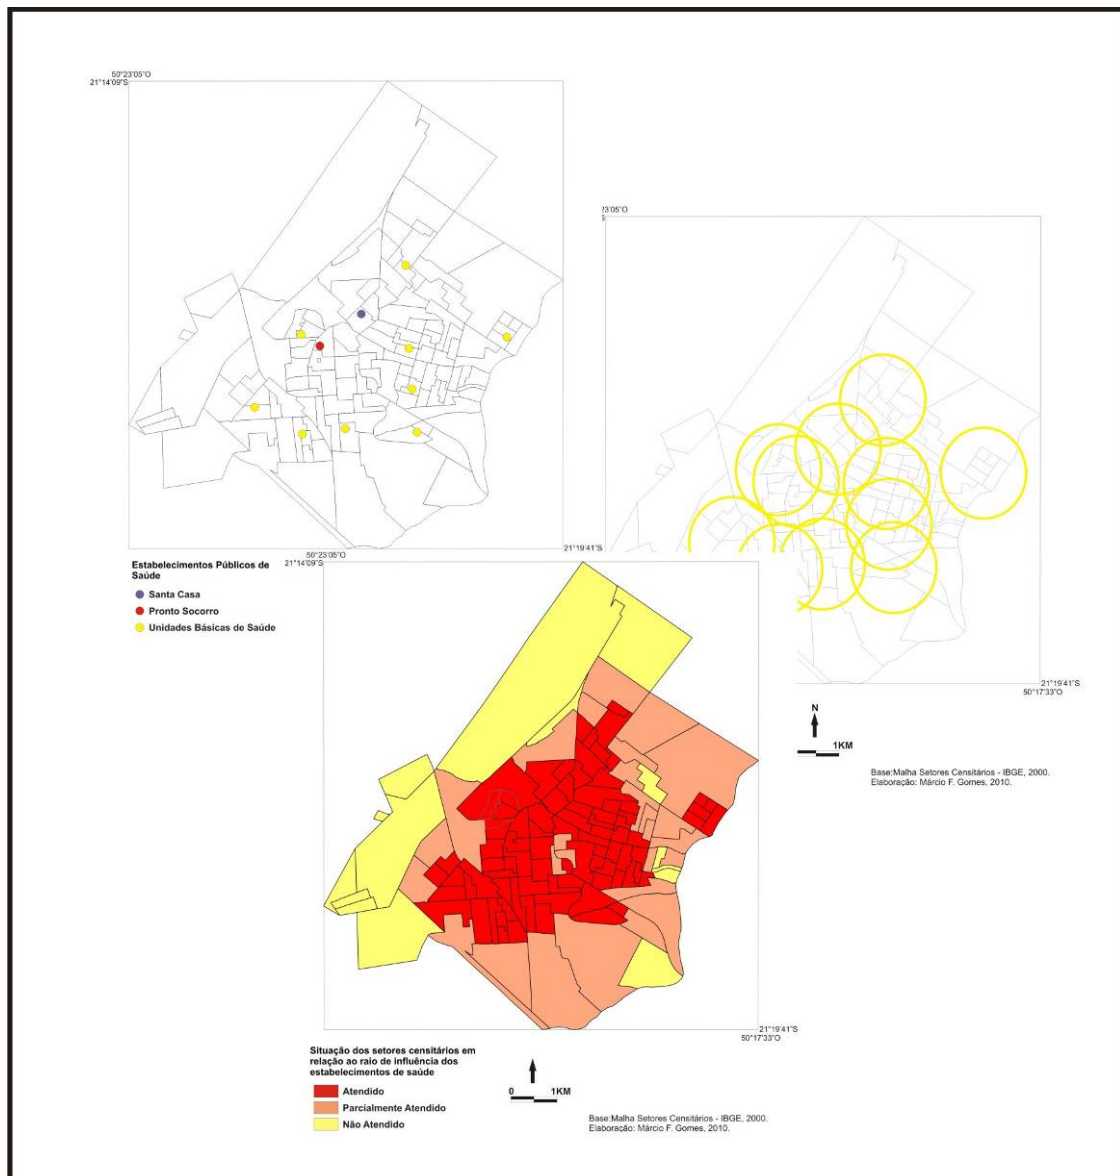 50°23'05"O
21°14'09"S
23'05"O
S
21°19'41"S
50°23'05"O
21°14'09"S
Estabelecimentos Públicos de
Saúde
Santa Casa
Pronto Socorro
Unidades Básicas de Saúde
21°19'41"S
50°17'33"O
N
1KM
Base:Malha Setores Censitários - IBGE, 2000.
Elaboração: Márcio F. Gomes, 2010.
21°19'41"S
50°17'33"O
Situação dos setores censitários em
relação ao raio de influência dos
estabelecimentos de saúde
Atendido
Parcialmente Atendido
Não Atendido
0 1KM
Base:Malha Setores Censitários - IBGE, 2000.
Elaboração: Márcio F. Gomes, 2010.